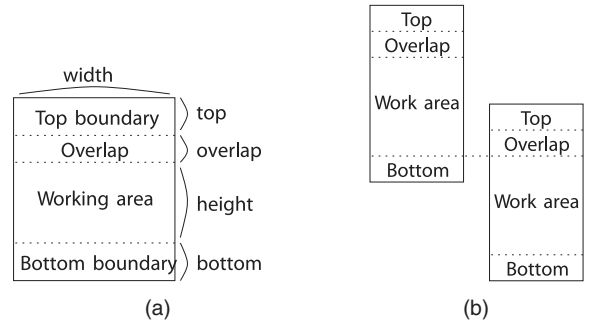 width
Top boundary
top
Overlap
overlap
Working area
height
Bottom boundary
bottom
(a)
Top
Overlap
Work area
Bottom
Top
Overlap
Work area
Bottom
(b)